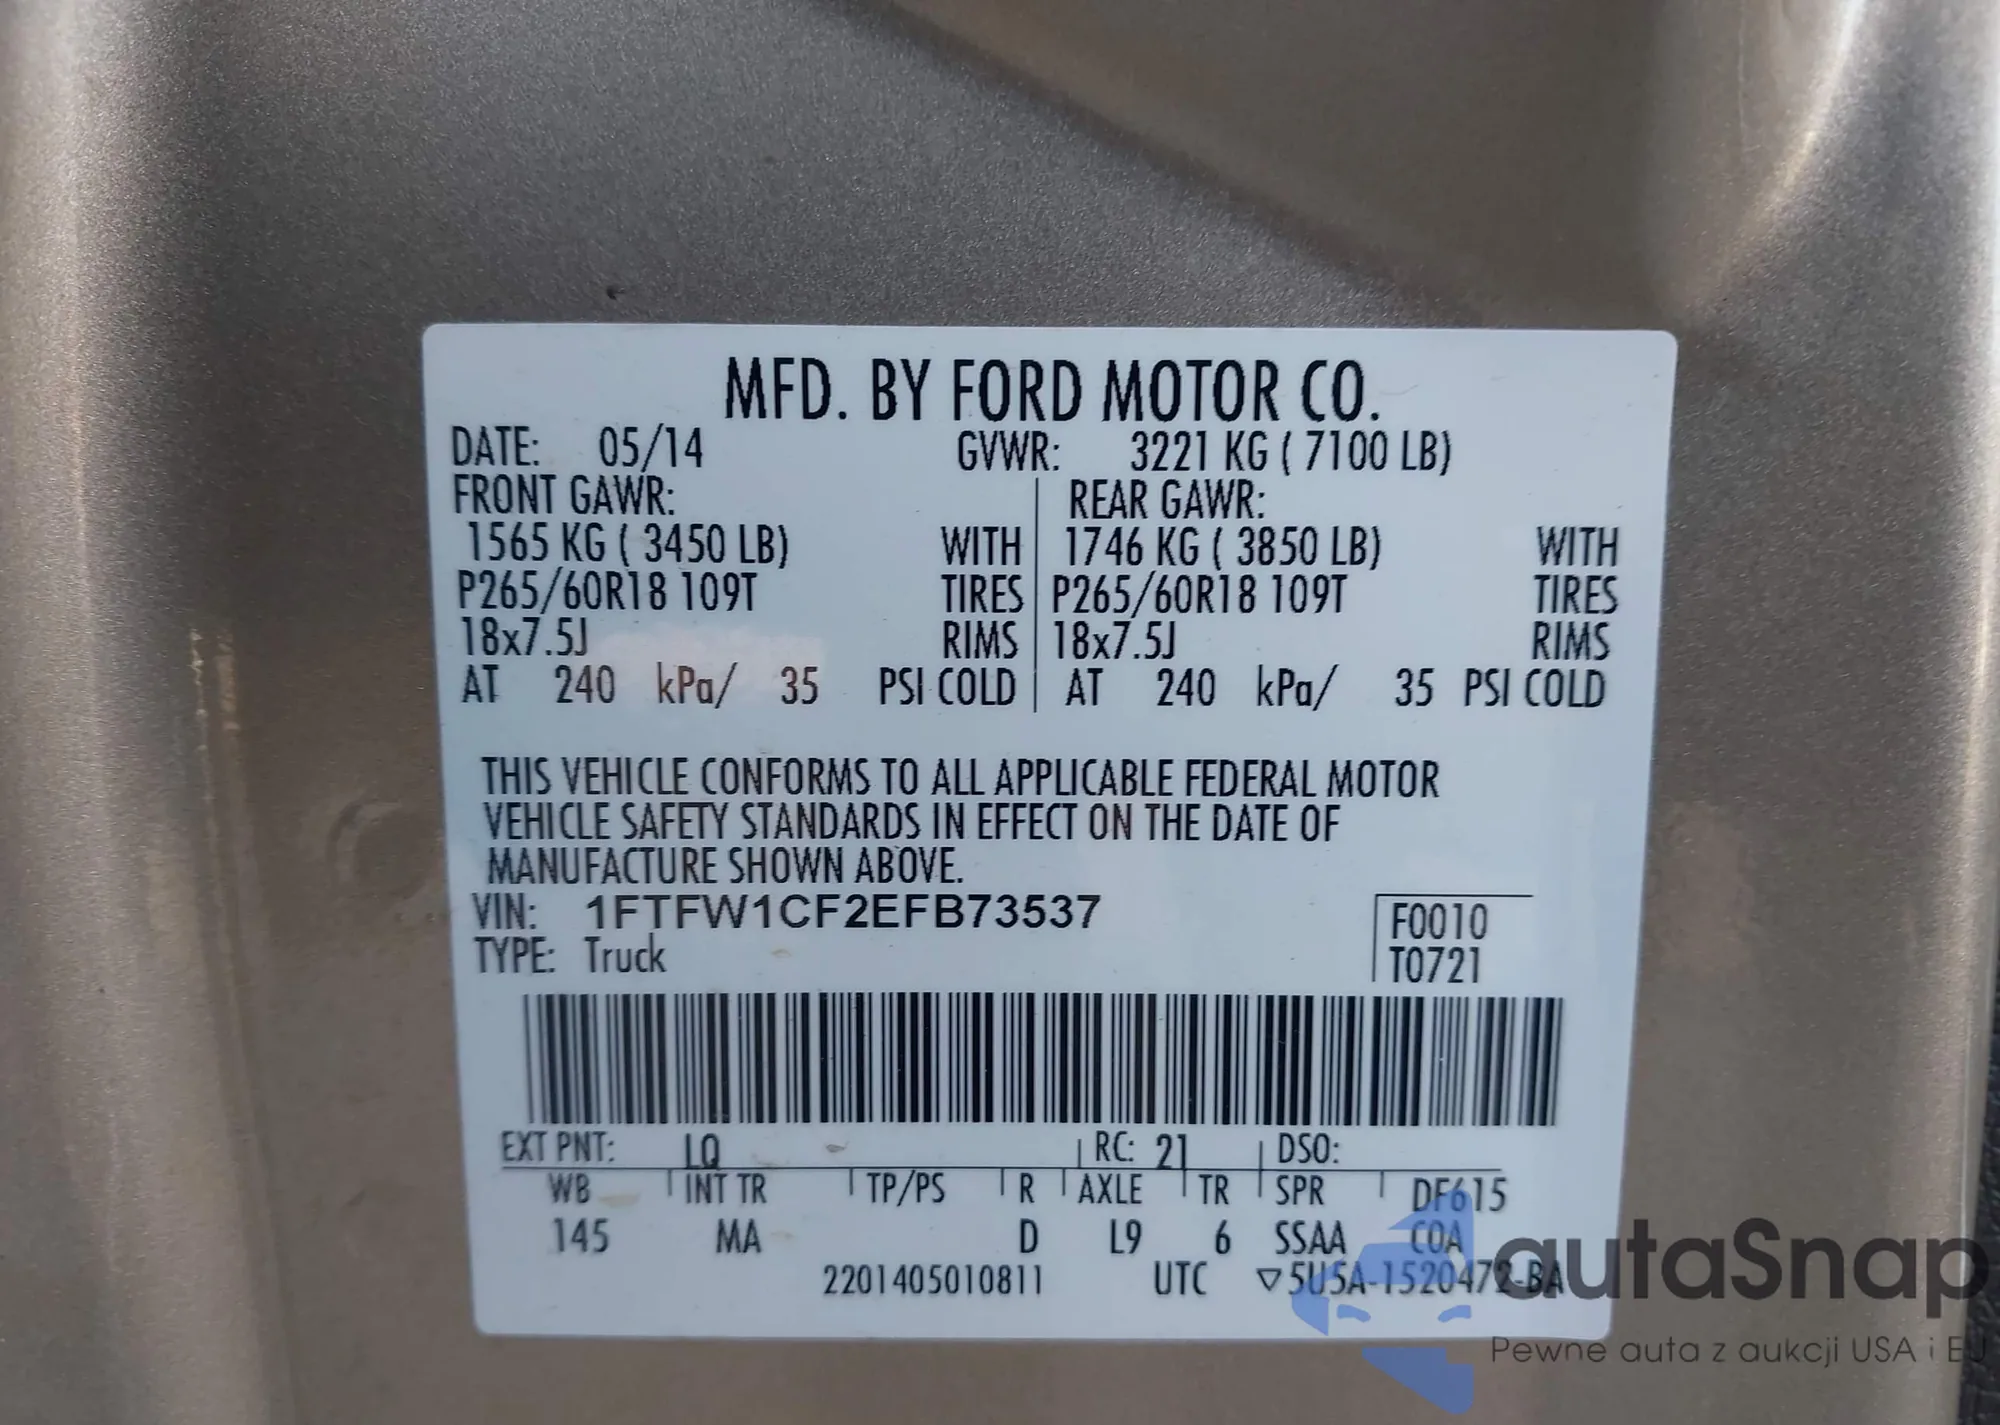 MFD. BY FORD MOTOR CO.
DATE: 05/14 GVWR: 3221 KG ( 7100 LB)
FRONT GAWR: REAR GAWR:
1565 KG ( 3450 LB) WITH 1746 KG ( 3850 LB) WITH
P265/60R18 109T TIRES P265/60R18 109T TIRES
18x7.5J RIMS 18x7.5J RIMS
AT 240 kPa/ 35 PSI COLD AT 240 kPa/ 35 PSI COLD
THIS VEHICLE CONFORMS TO ALL APPLICABLE FEDERAL MOTOR
VEHICLE SAFETY STANDARDS IN EFFECT ON THE DATE OF
MANUFACTURE SHOWN ABOVE.
VIN: 1FTFW1CF2EFB73537 F0010
TYPE: Truck T0721
EXT PNT: LQ RC: 21 DSO:
WB INT TR TP/PS R AXLE TR SPR DF615
145 MA D L9 6 SSAA COA
2201405010811 UTC ▽5U5A-1520472-BA
autaSnap
Pewne auta z aukcji USA i EU